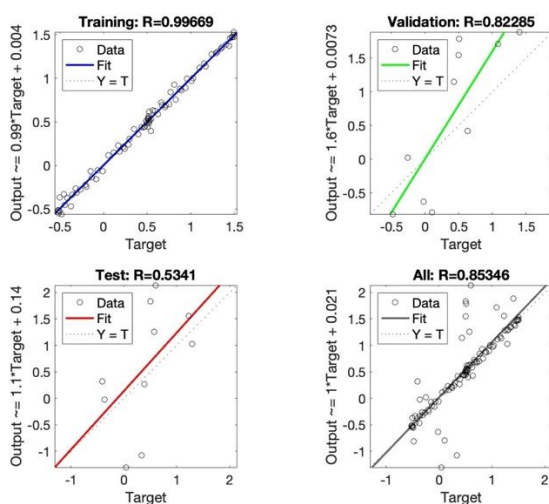 Training: R=0.99669
Output ~= 0.99*Target + 0.004
1.5
1
0.5
0
-0.5
Data
Fit
Y = T
-0.5 0 0.5 1 1.5
Target
Validation: R=0.82285
Output ~= 1.6*Target + 0.0073
1.5
1
0.5
0
-0.5
Data
Fit
Y = T
-0.5 0 0.5 1 1.5
Target
Test: R=0.5341
Output ~= 1.1*Target + 0.14
2
1.5
1
0.5
0
-0.5
-1
Data
Fit
Y = T
-1 0 1 2
Target
All: R=0.85346
Output ~= 1*Target + 0.021
2
1.5
1
0.5
0
-0.5
-1
Data
Fit
Y = T
-1 0 1 2
Target